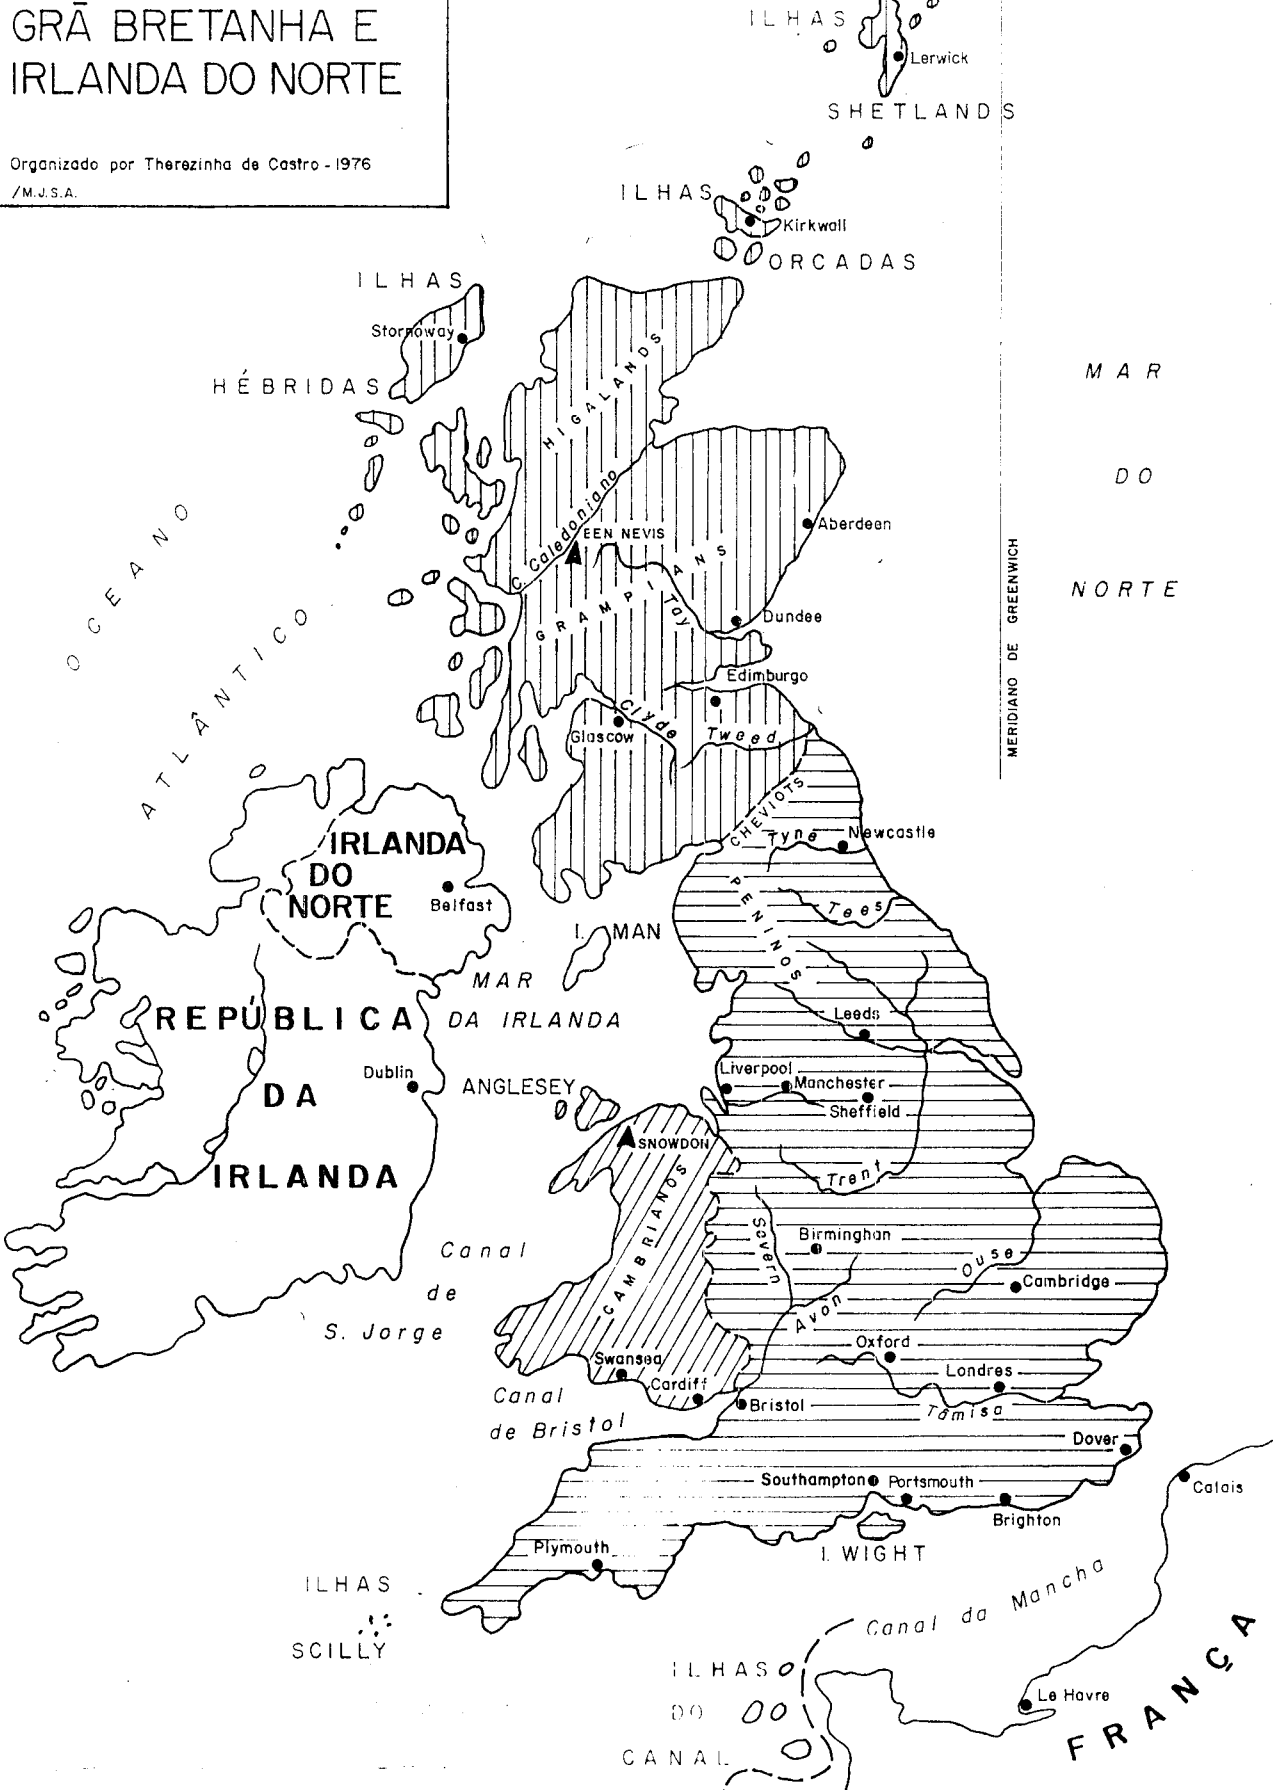 GRÃ BRETANHA E
IRLANDA DO NORTE
Organizado por Therezinha de Castro - 1976
/M.J.S.A.
ILHAS
Lerwick
SHETLANDS
ILHAS
Kirkwall
ORCADAS
ILHAS
Stornoway
HÉBRIDAS
HIGALANDS
MAR
DO
NORTE
OCEANO
ATLÂNTICO
C. Caledoniano
EEN NEVIS
Aberdeen
GRAMPIANS
Tay
Dundee
MERIDIANO DE GREENWICH
Edimburgo
Clyde
Glascow
Tweed
CHEVIOTS
Tyne
Newcastle
IRLANDA
DO
NORTE
Belfast
PENINOS
Tees
I. MAN
MAR
DA IRLANDA
REPÚBLICA
DA
IRLANDA
Dublin
Leeds
ANGLESEY
Liverpool
Manchester
Sheffield
SNOWDON
CAMBRIANOS
Trent
Savern
Birminghan
Ouse
Cambridge
Avon
Canal
de
S. Jorge
Oxford
Swansea
Cardiff
Londres
Canal
de Bristol
Bristol
Tâmisa
Dover
Southampton
Portsmouth
Brighton
Calais
Plymouth
I. WIGHT
ILHAS
SCILLY
Canal da Mancha
ILHAS
DO
CANAL
Le Havre
FRANÇA